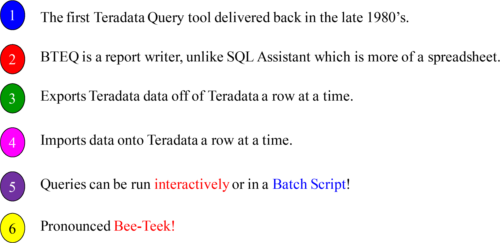 1 The first Teradata Query tool delivered back in the late 1980’s.
2 BTEQ is a report writer, unlike SQL Assistant which is more of a spreadsheet.
3 Exports Teradata data off of Teradata a row at a time.
4 Imports data onto Teradata a row at a time.
5 Queries can be run interactively or in a Batch Script!
6 Pronounced Bee-Teek!